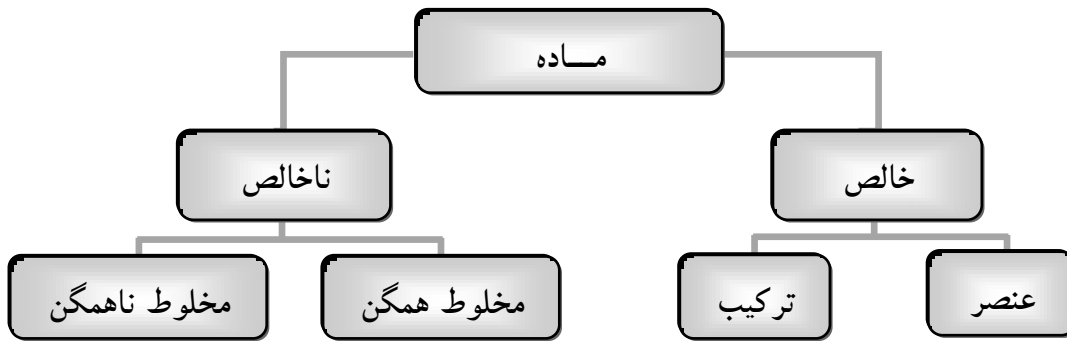 مـــاده
خالص
ناخالص
عنصر
ترکیب
مخلوط همگن
مخلوط ناهمگن